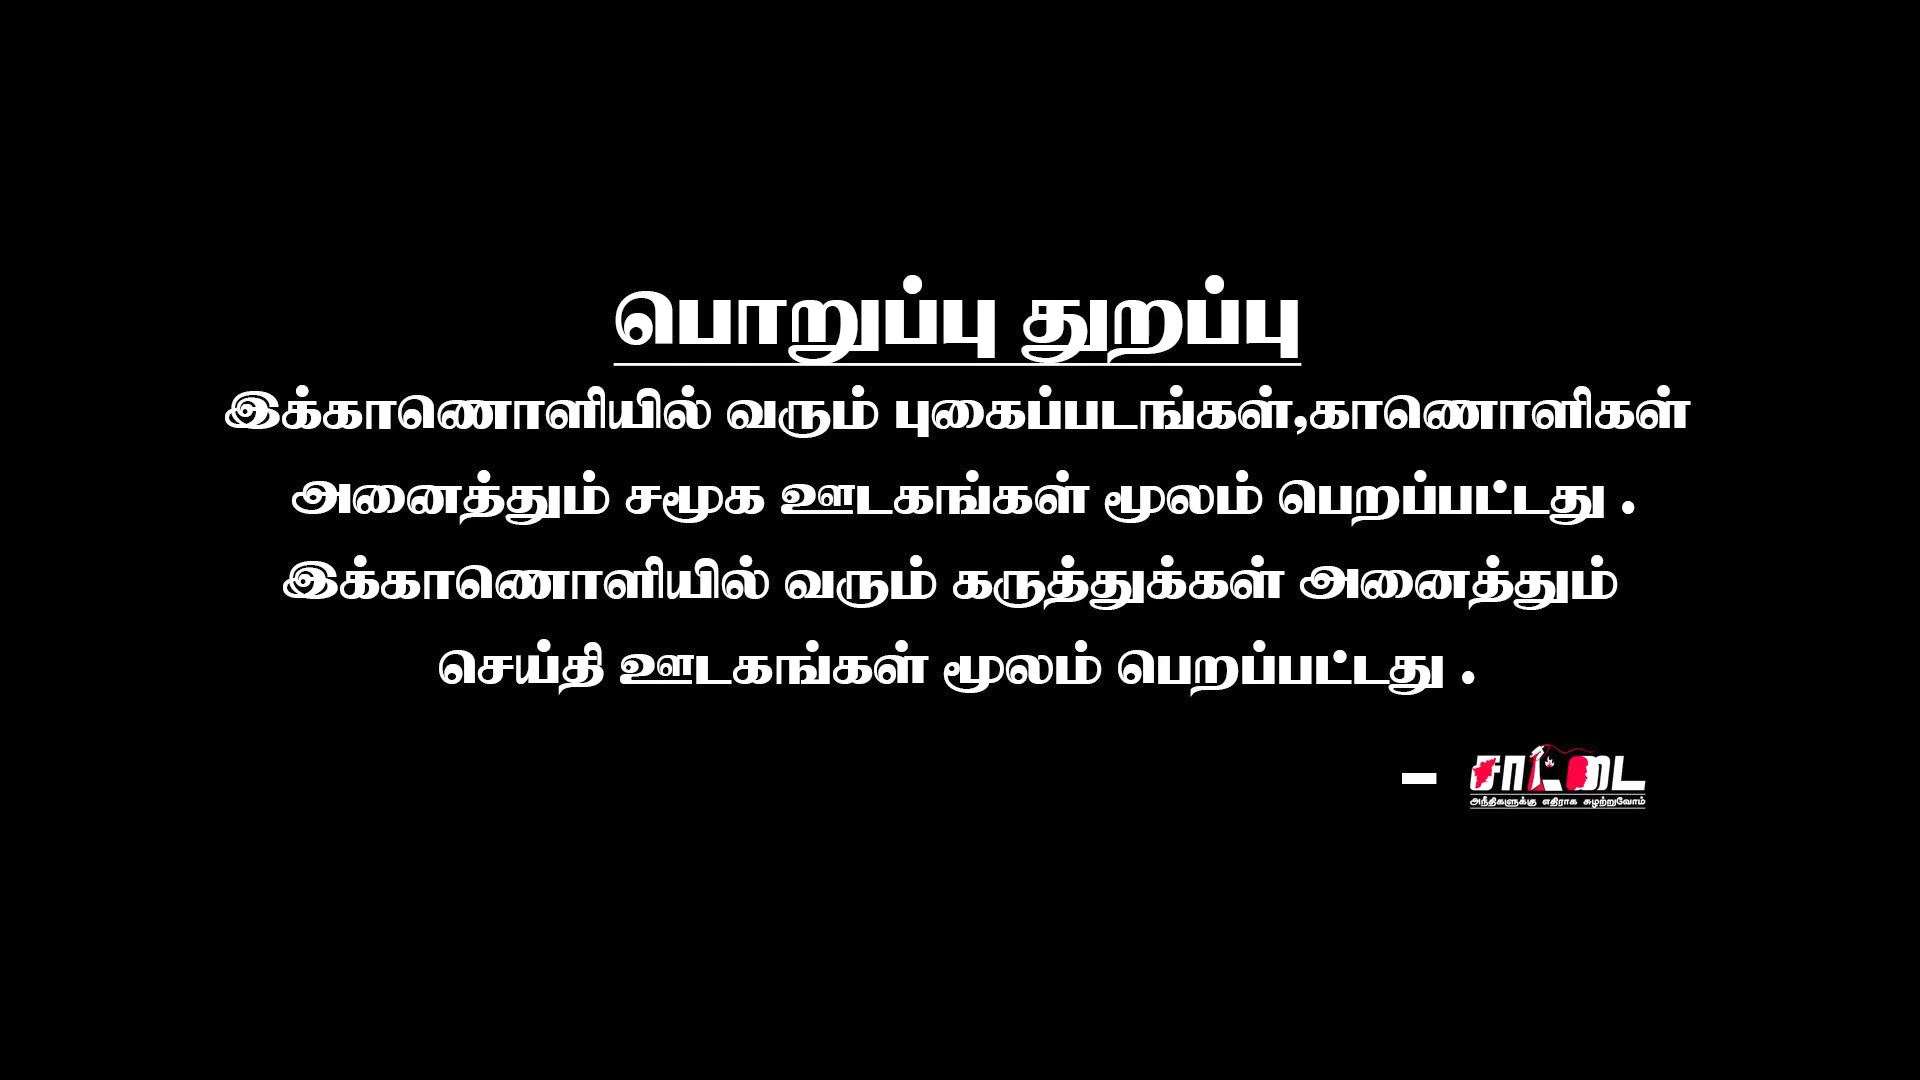 பொறுப்பு துறப்பு
இக்காணொளியில் வரும் புகைப்படங்கள்,காணொளிகள்
அனைத்தும் சமூக ஊடகங்கள் மூலம் பெறப்பட்டது .
இக்காணொளியில் வரும் கருத்துக்கள் அனைத்தும்
செய்தி ஊடகங்கள் மூலம் பெறப்பட்டது .
- சாட்டை
அநீதிகளுக்கு எதிராக சுழற்றுவோம்